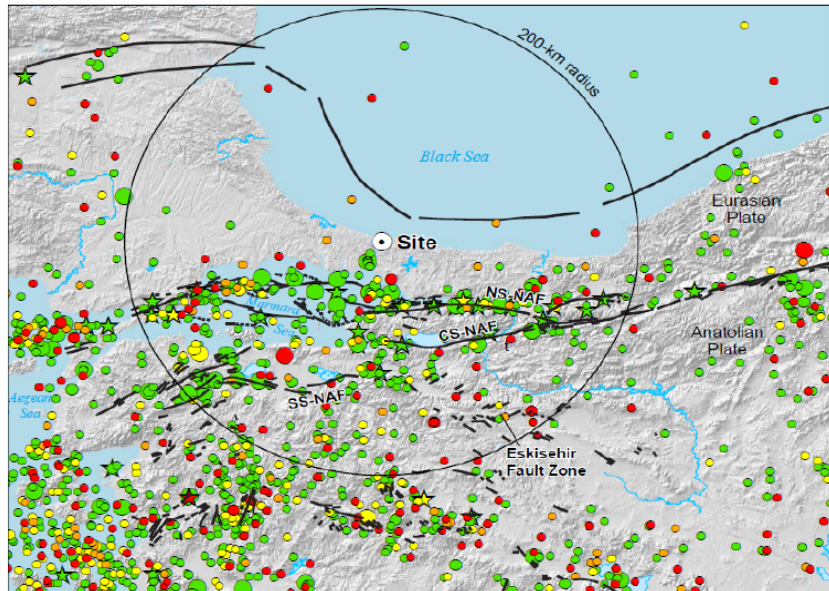 200-km radius
Black Sea
Eurasian
Plate
Site
NS-NAF
Marmara
Sea
CS-NAF
Anatolian
Plate
SS-NAF
Aegean
Sea
Eskisehir
Fault Zone